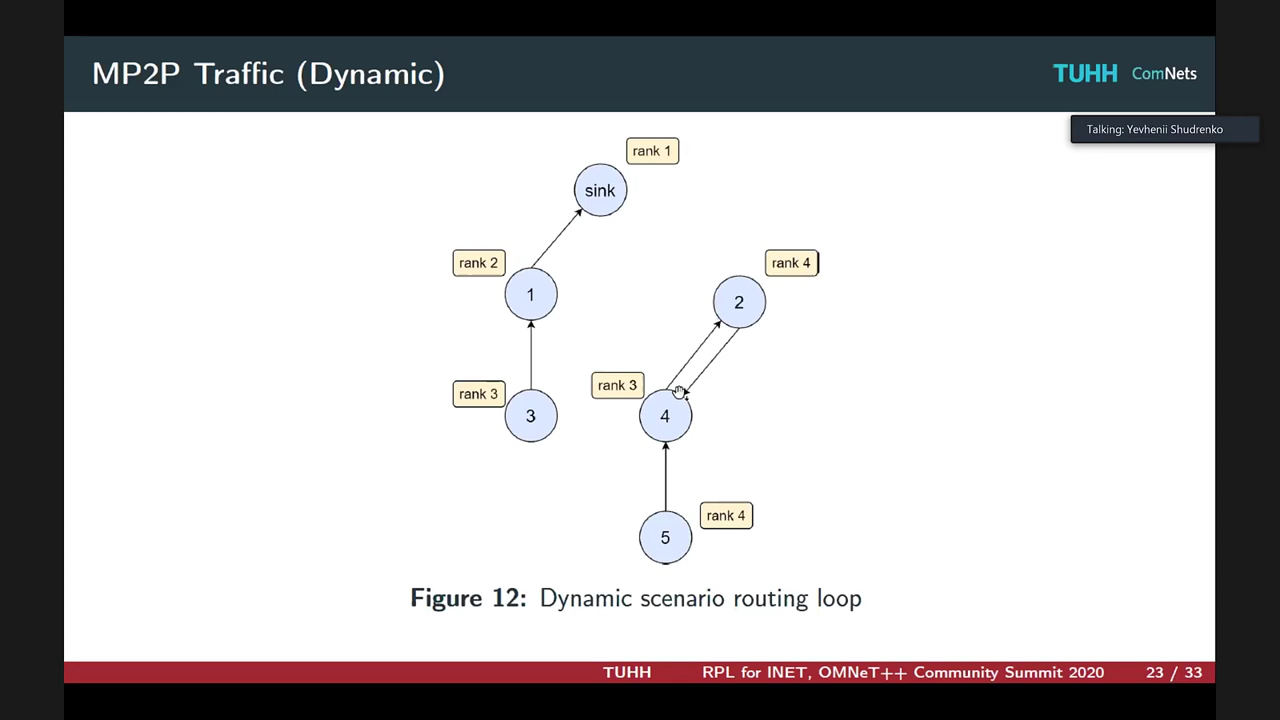 MP2P Traffic (Dynamic)
TUHH ComNets
Talking: Yevhenii Shudrenko
rank 1
sink
rank 2
rank 4
1
2
rank 3
rank 3
3
4
rank 4
5
Figure 12: Dynamic scenario routing loop
TUHH RPL for INET, OMNeT++ Community Summit 2020 23 / 33